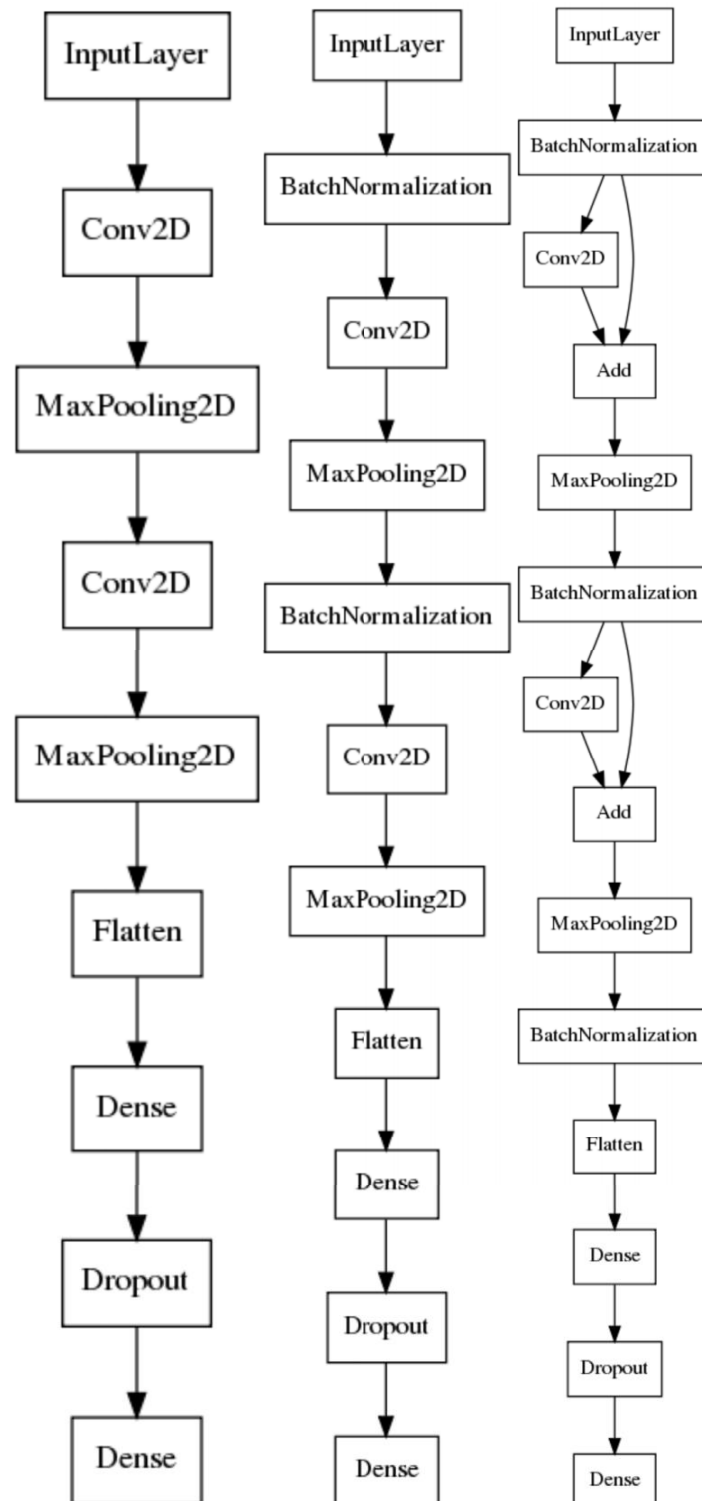 InputLayer
Conv2D
MaxPooling2D
Conv2D
MaxPooling2D
Flatten
Dense
Dropout
Dense
InputLayer
BatchNormalization
Conv2D
MaxPooling2D
BatchNormalization
Conv2D
MaxPooling2D
Flatten
Dense
Dropout
Dense
InputLayer
BatchNormalization
Conv2D
Add
MaxPooling2D
BatchNormalization
Conv2D
Add
MaxPooling2D
BatchNormalization
Flatten
Dense
Dropout
Dense